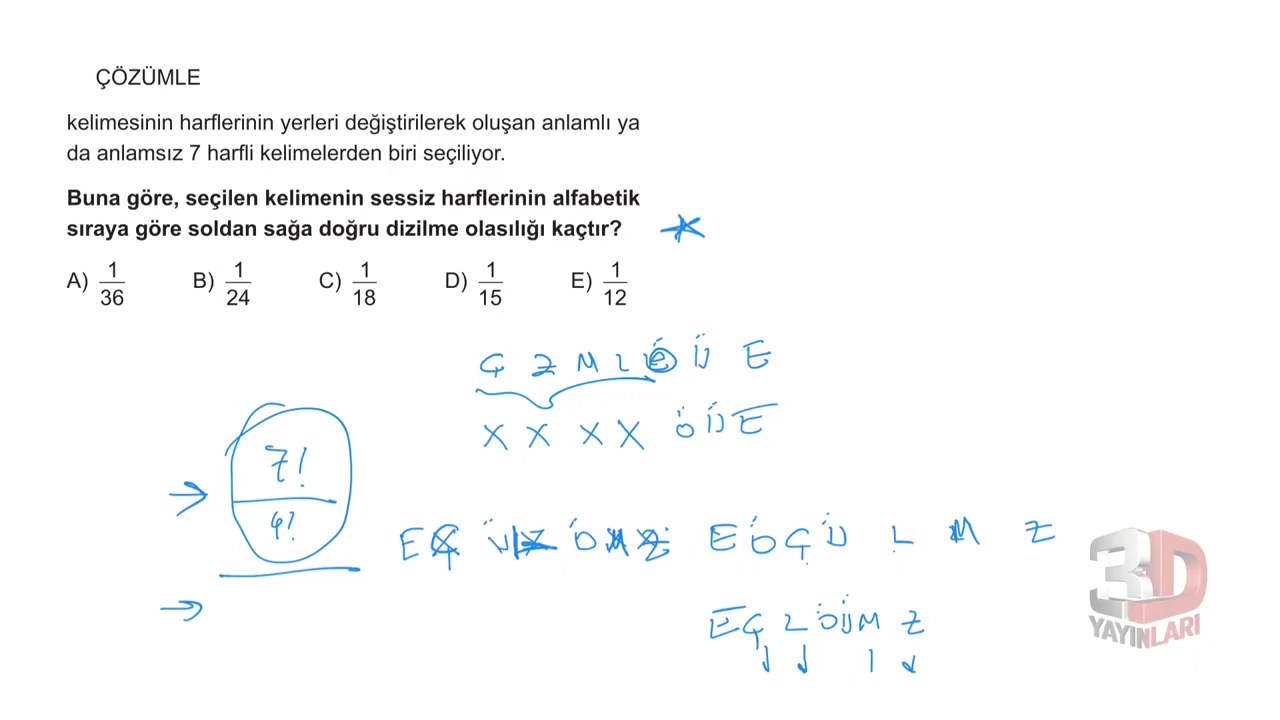 ÇÖZÜMLE
kelimesinin harflerinin yerleri değiştirilerek oluşan anlamlı ya
da anlamsız 7 harfli kelimelerden biri seçiliyor.
Buna göre, seçilen kelimenin sessiz harflerinin alfabetik
sıraya göre soldan sağa doğru dizilme olasılığı kaçtır?
A) 1/36 B) 1/24 C) 1/18 D) 1/15 E) 1/12
Ç Z M L Ö Ü E
X X X X Ö Ü E
7!
4!
E Ö Ç Ü L M Z
E Ç L Ö Ü M Z
3D
YAYINLARI